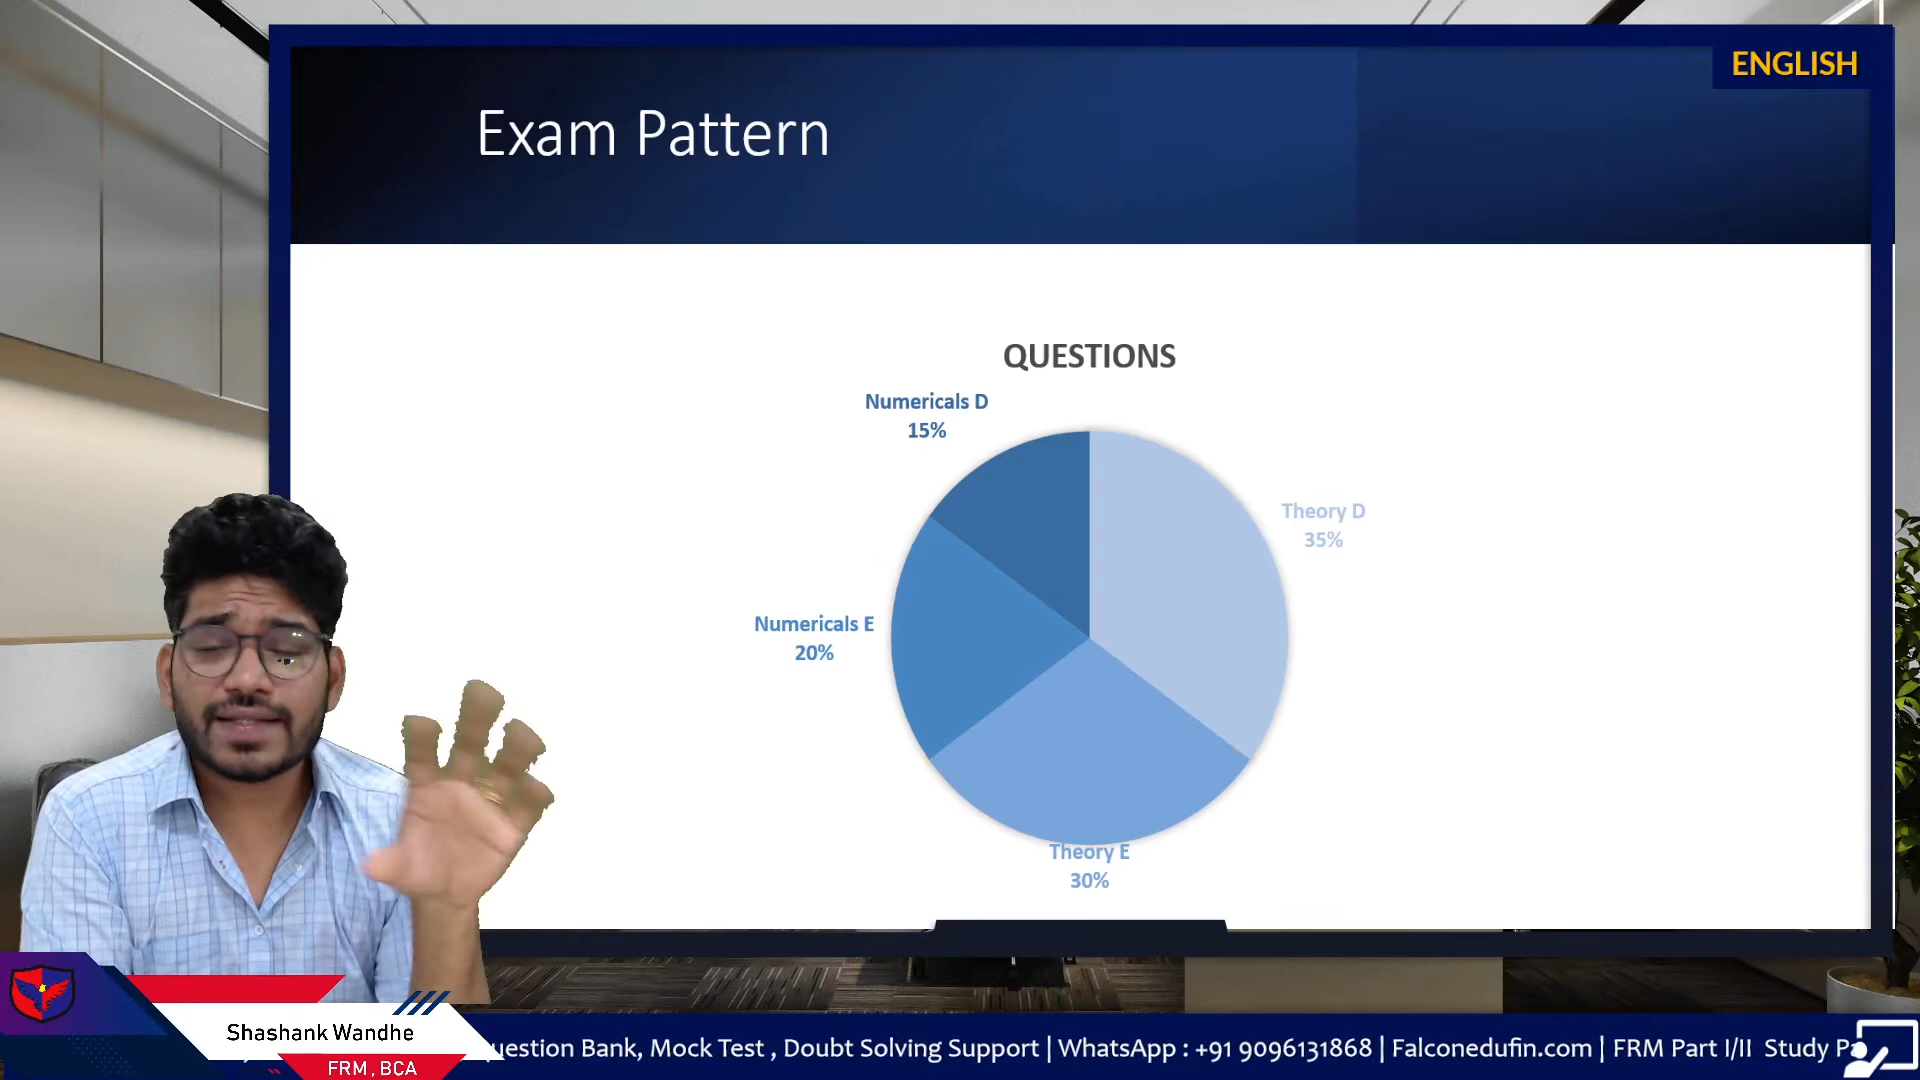 ENGLISH
Exam Pattern
QUESTIONS
Numericals D
15%
Theory D
35%
Numericals E
20%
Theory E
30%
Shashank Wandhe
FRM, BCA
Question Bank, Mock Test , Doubt Solving Support | WhatsApp : +91 9096131868 | Falconedufin.com | FRM Part I/II Study